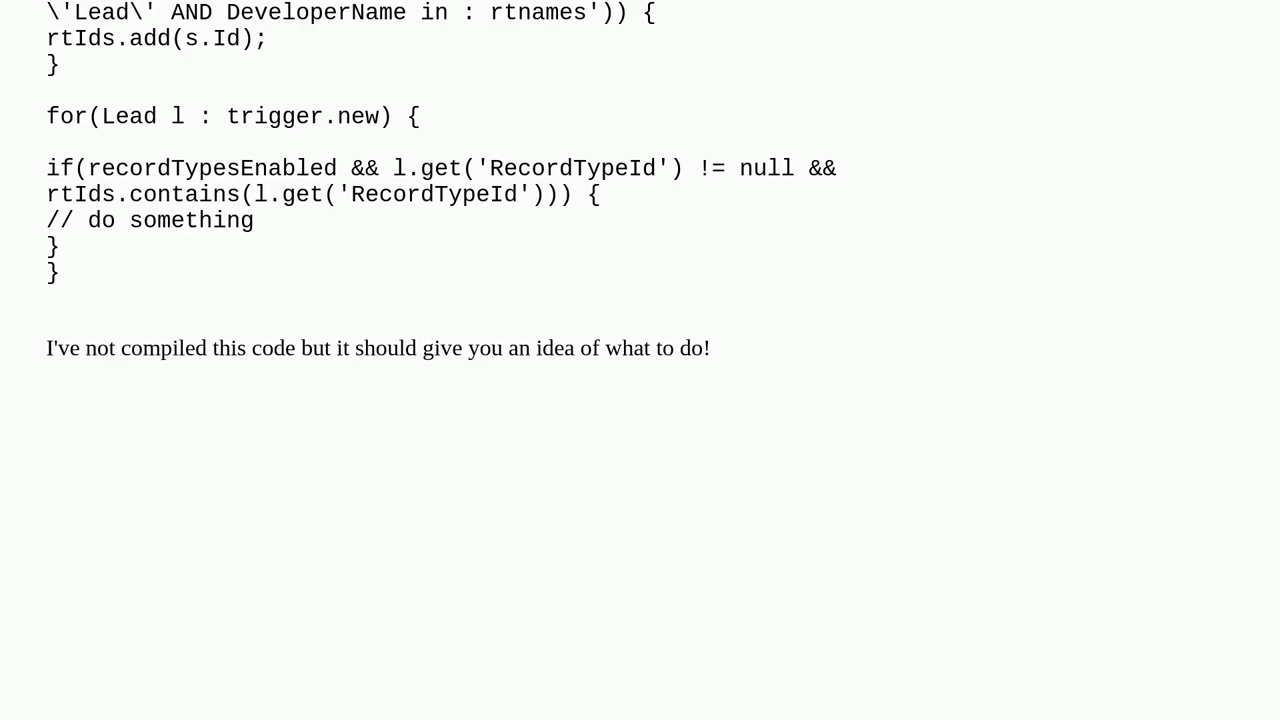 \'Lead\' AND DeveloperName in : rtnames')) {
rtIds.add(s.Id);
}
for(Lead l : trigger.new) {
if(recordTypesEnabled && l.get('RecordTypeId') != null &&
rtIds.contains(l.get('RecordTypeId'))) {
// do something
}
}
I've not compiled this code but it should give you an idea of what to do!